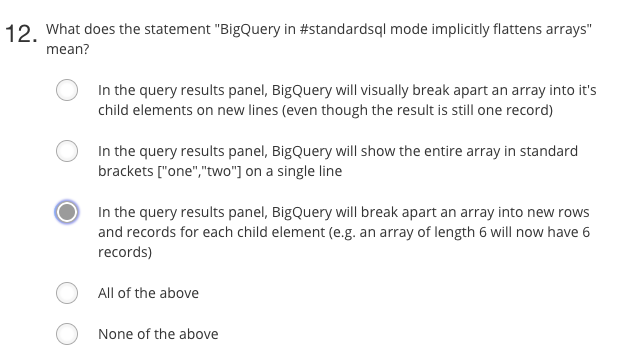 12. What does the statement "BigQuery in #standardsql mode implicitly flattens arrays"
mean?
In the query results panel, BigQuery will visually break apart an array into it's
child elements on new lines (even though the result is still one record)
In the query results panel, BigQuery will show the entire array in standard
brackets ["one","two"] on a single line
In the query results panel, BigQuery will break apart an array into new rows
and records for each child element (e.g. an array of length 6 will now have 6
records)
All of the above
None of the above